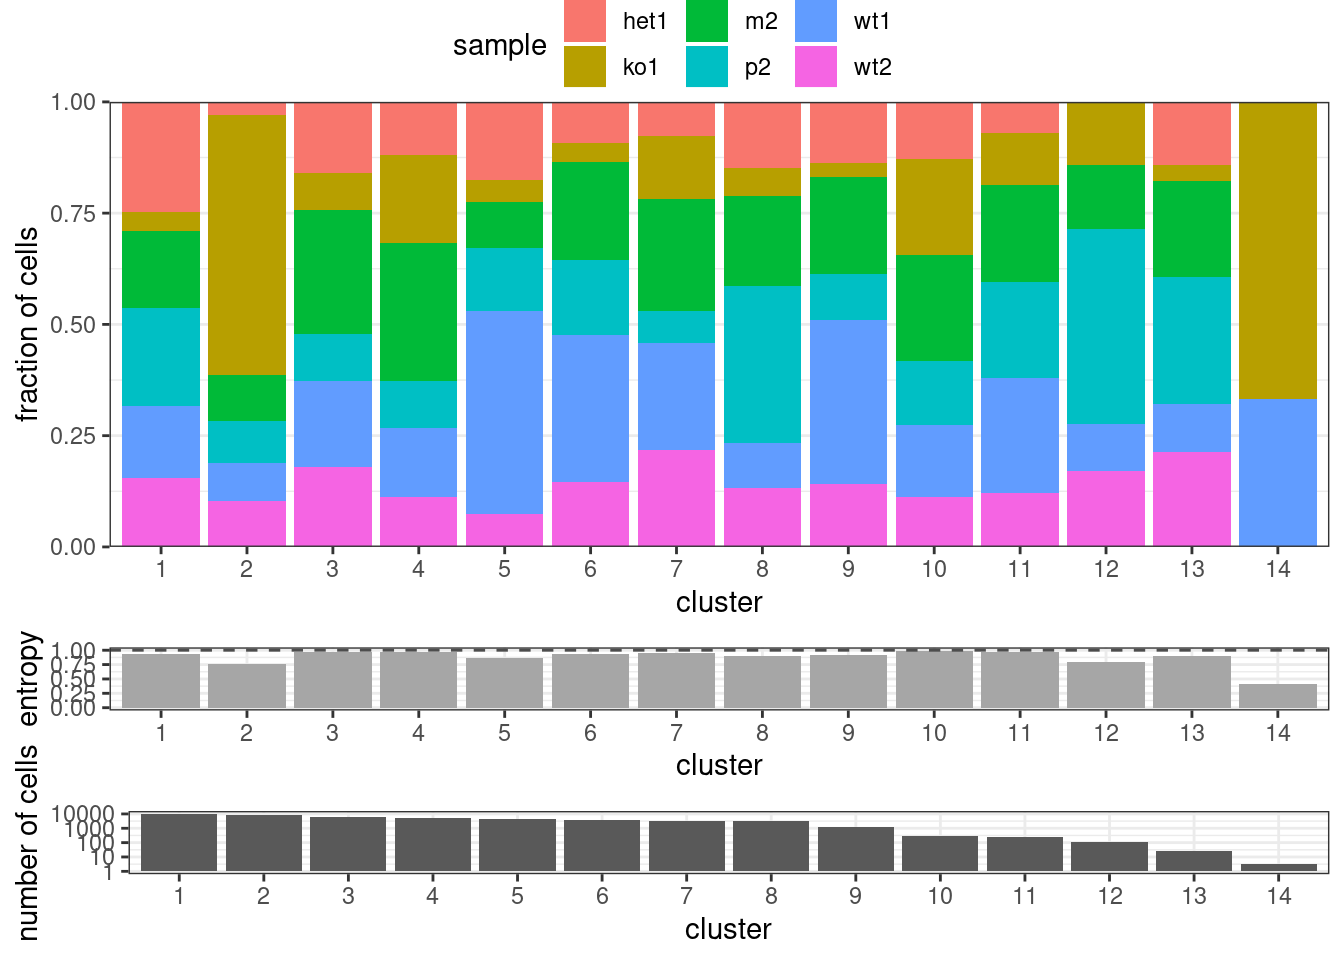 sample
het1 m2 wt1
ko1 p2 wt2
fraction of cells
1.00
0.75
0.50
0.25
0.00
1 2 3 4 5 6 7 8 9 10 11 12 13 14
cluster
entropy
1.00
0.75
0.50
0.25
0.00
1 2 3 4 5 6 7 8 9 10 11 12 13 14
cluster
number of cells
10000
1000
100
10
1
1 2 3 4 5 6 7 8 9 10 11 12 13 14
cluster